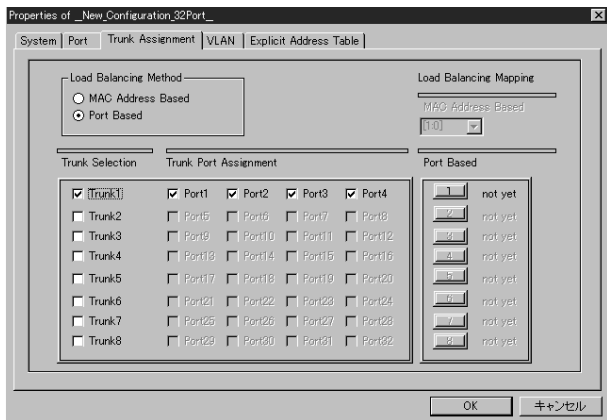 Properties of _New_Configuration_32Port_
System Port Trunk Assignment VLAN Explicit Address Table
Load Balancing Method
MAC Address Based
Port Based
Load Balancing Mapping
MAC Address Based
[1:0]
Trunk Selection Trunk Port Assignment Port Based
Trunk1 Port1 Port2 Port3 Port4 1 not yet
Trunk2 Port5 Port6 Port7 Port8 2 not yet
Trunk3 Port9 Port10 Port11 Port12 3 not yet
Trunk4 Port13 Port14 Port15 Port16 4 not yet
Trunk5 Port17 Port18 Port19 Port20 5 not yet
Trunk6 Port21 Port22 Port23 Port24 6 not yet
Trunk7 Port25 Port26 Port27 Port28 7 not yet
Trunk8 Port29 Port30 Port31 Port32 8 not yet
OK キャンセル